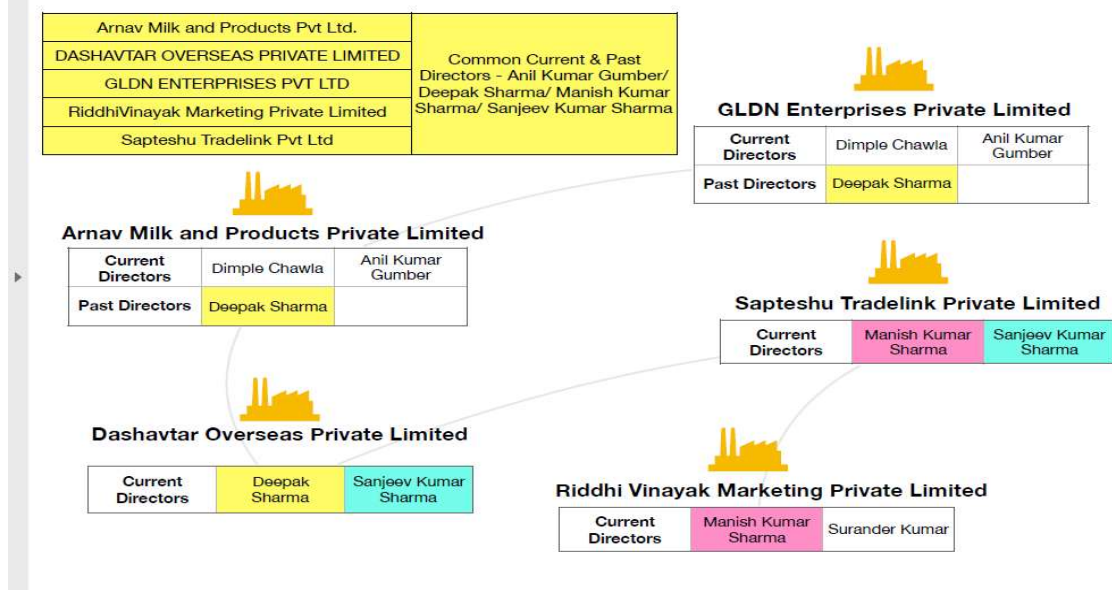 Arnav Milk and Products Pvt Ltd.
DASHAVTAR OVERSEAS PRIVATE LIMITED
GLDN ENTERPRISES PVT LTD
RiddhiVinayak Marketing Private Limited
Sapteshu Tradelink Pvt Ltd
Common Current & Past
Directors - Anil Kumar Gumber/
Deepak Sharma/ Manish Kumar
Sharma/ Sanjeev Kumar Sharma
GLDN Enterprises Private Limited
Current Directors Dimple Chawla Anil Kumar Gumber
Past Directors Deepak Sharma
Arnav Milk and Products Private Limited
Current Directors Dimple Chawla Anil Kumar Gumber
Past Directors Deepak Sharma
Sapteshu Tradelink Private Limited
Current Directors Manish Kumar Sharma Sanjeev Kumar Sharma
Dashavtar Overseas Private Limited
Current Directors Deepak Sharma Sanjeev Kumar Sharma
Riddhi Vinayak Marketing Private Limited
Current Directors Manish Kumar Sharma Surander Kumar